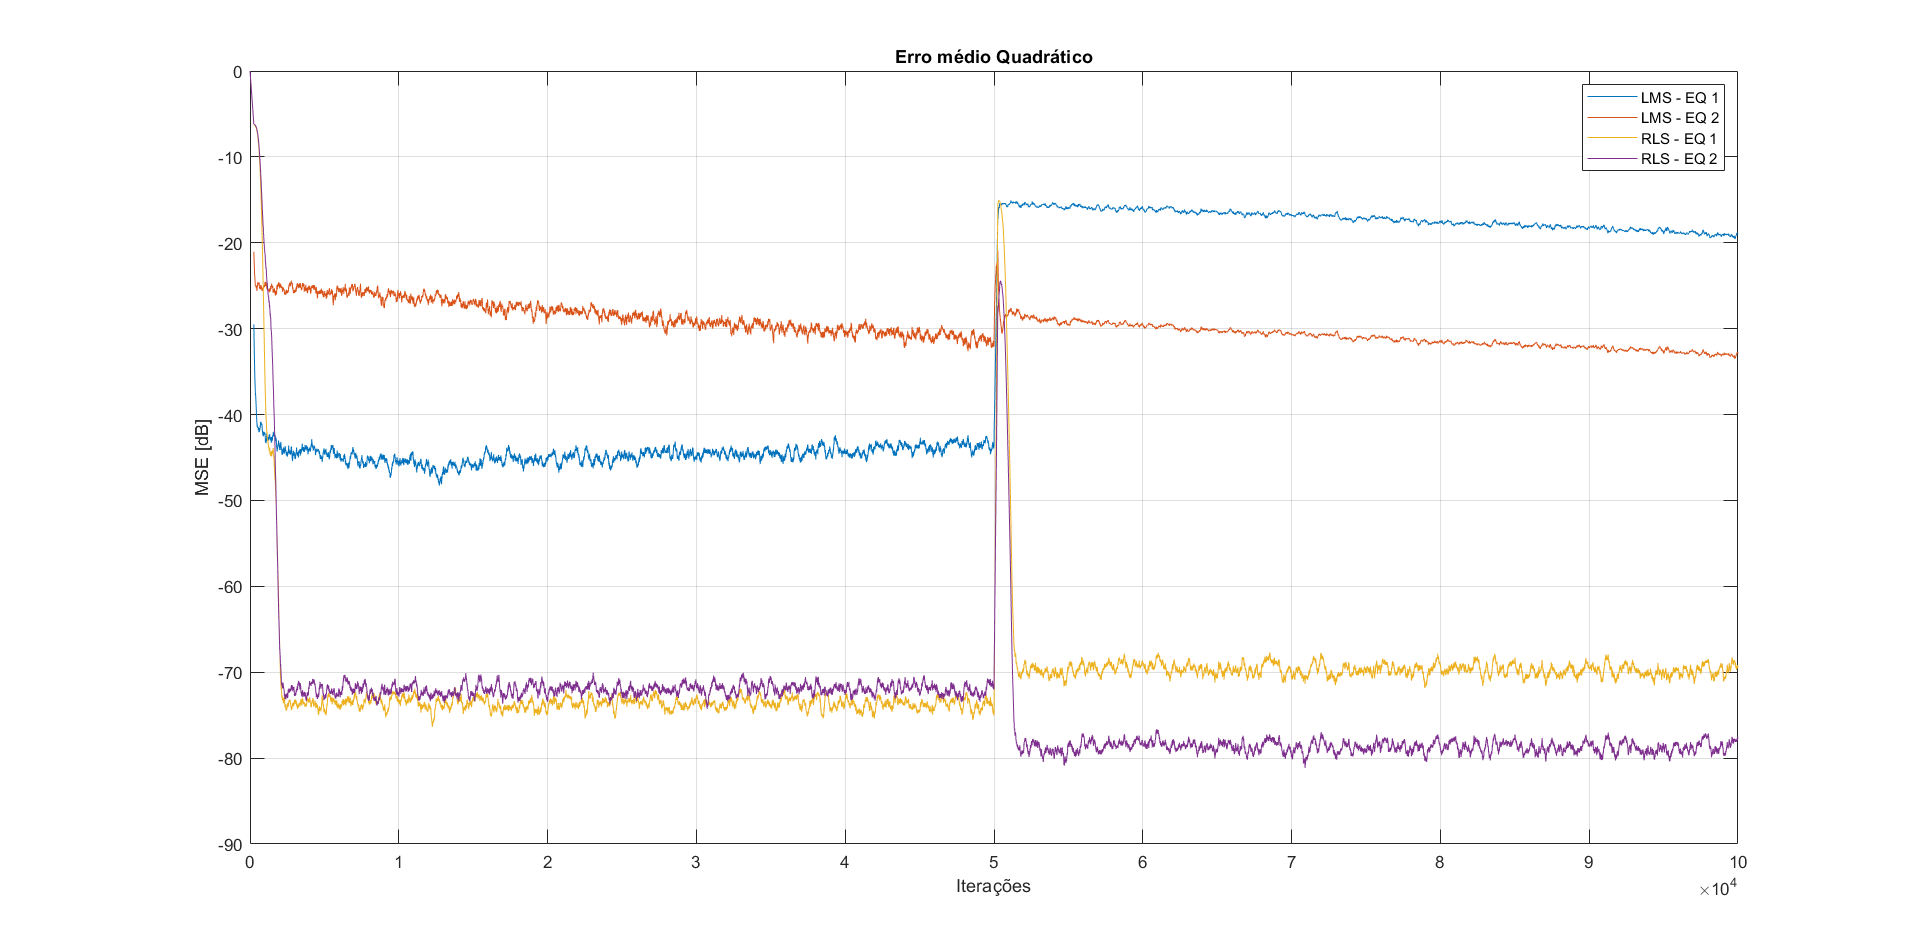 Erro médio Quadrático
LMS - EQ 1
LMS - EQ 2
RLS - EQ 1
RLS - EQ 2
MSE [dB]
0
-10
-20
-30
-40
-50
-60
-70
-80
-90
0 1 2 3 4 5 6 7 8 9 10
Iterações
×10⁴